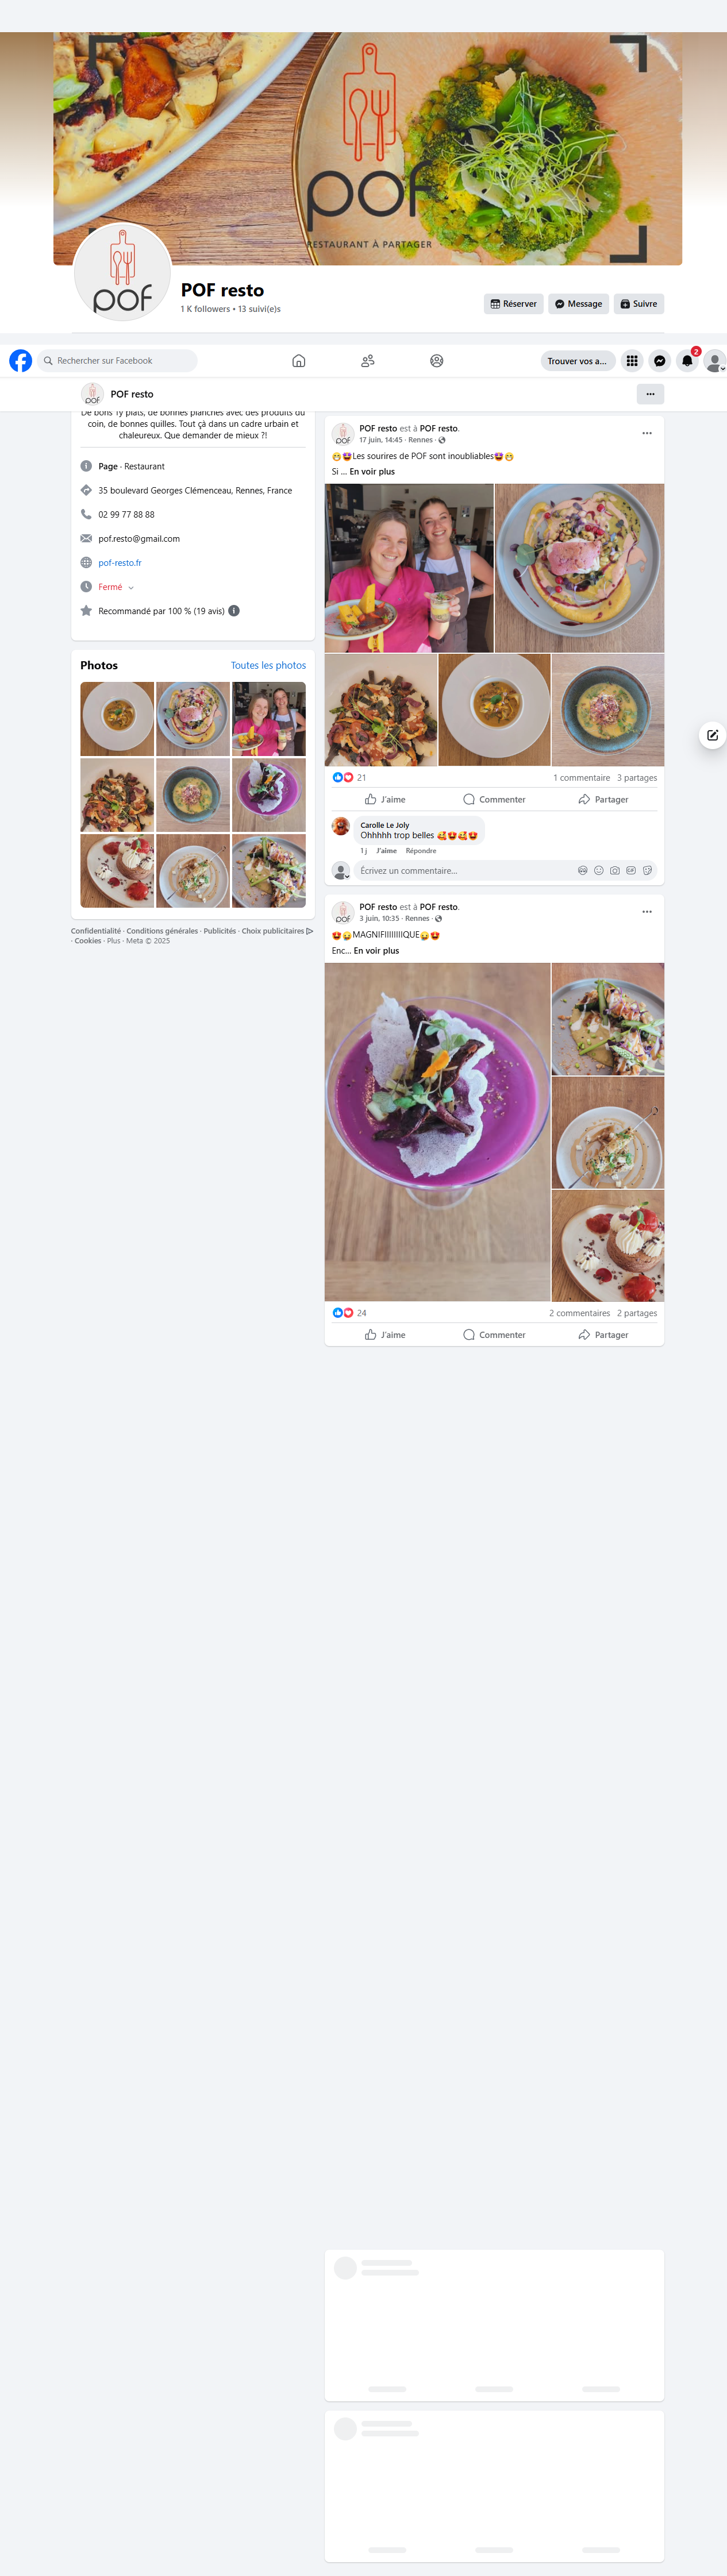 pof
RESTAURANT À PARTAGER
pof
POF resto
1 K followers • 13 suivi(e)s
Réserver
Message
Suivre
Rechercher sur Facebook
Trouver vos a...
2
POF resto
De bons Ty plats, de bonnes planches avec des produits du
coin, de bonnes quilles. Tout çà dans un cadre urbain et
chaleureux. Que demander de mieux ?!
Page · Restaurant
35 boulevard Georges Clémenceau, Rennes, France
02 99 77 88 88
pof.resto@gmail.com
pof-resto.fr
Fermé
Recommandé par 100 % (19 avis)
Photos
Toutes les photos
Confidentialité · Conditions générales · Publicités · Choix publicitaires
· Cookies · Plus · Meta © 2025
POF resto est à POF resto.
17 juin, 14:45 · Rennes ·
😁🤩Les sourires de POF sont inoubliables🤩😁
Si ... En voir plus
21
1 commentaire 3 partages
J'aime
Commenter
Partager
Carolle Le Joly
Ohhhhh trop belles 🥰😍🥰😍
1 j J'aime Répondre
Écrivez un commentaire...
POF resto est à POF resto.
3 juin, 10:35 · Rennes ·
😍😜MAGNIFIIIIIIIIQUE😜😍
Enc... En voir plus
24
2 commentaires 2 partages
J'aime
Commenter
Partager